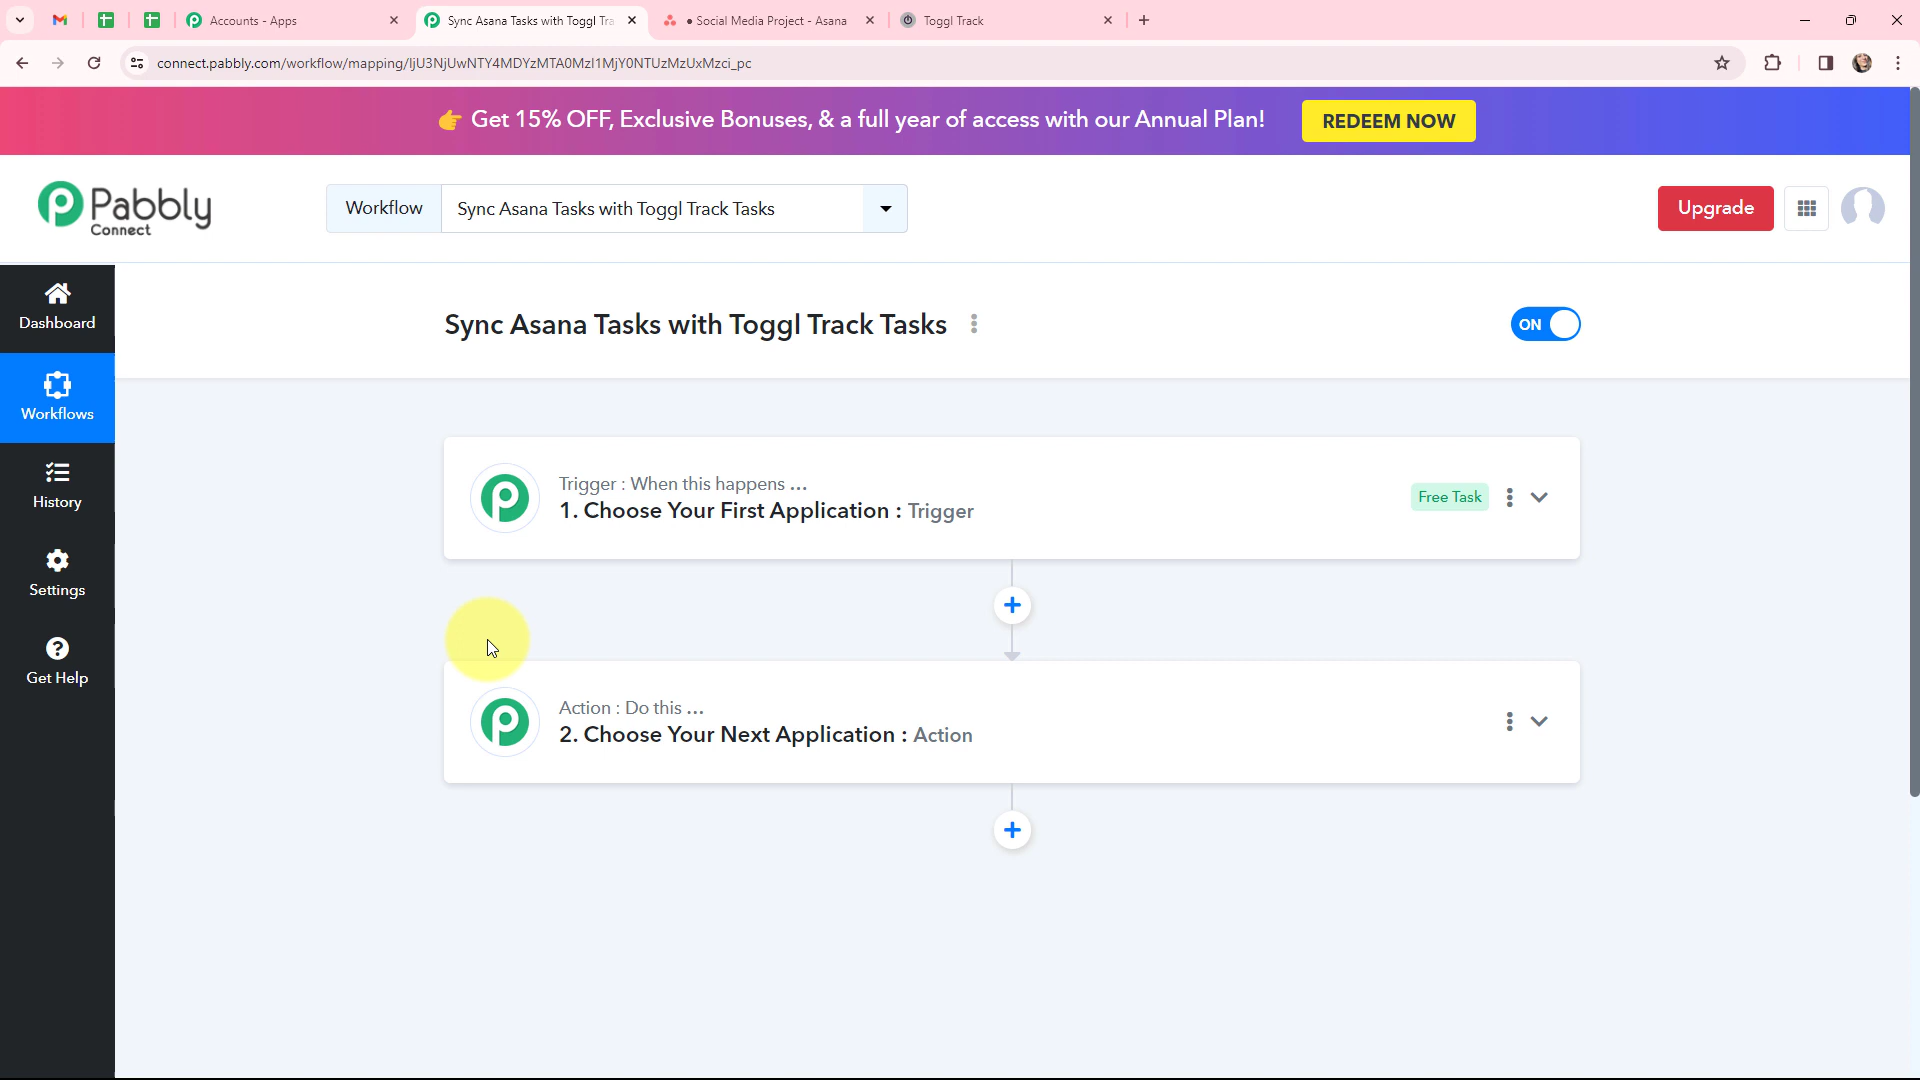 Accounts - Apps
Sync Asana Tasks with Toggl Tra
• Social Media Project - Asana
Toggl Track
connect.pabbly.com/workflow/mapping/IjU3NjUwNTY4MDYzMTA0MzI1MjY0NTUzMzUxMzci_pc
👉 Get 15% OFF, Exclusive Bonuses, & a full year of access with our Annual Plan!
REDEEM NOW
Pabbly
Connect
Workflow
Sync Asana Tasks with Toggl Track Tasks
Upgrade
Dashboard
Workflows
History
Settings
Get Help
Sync Asana Tasks with Toggl Track Tasks
ON
Trigger : When this happens ...
1. Choose Your First Application : Trigger
Free Task
Action : Do this ...
2. Choose Your Next Application : Action